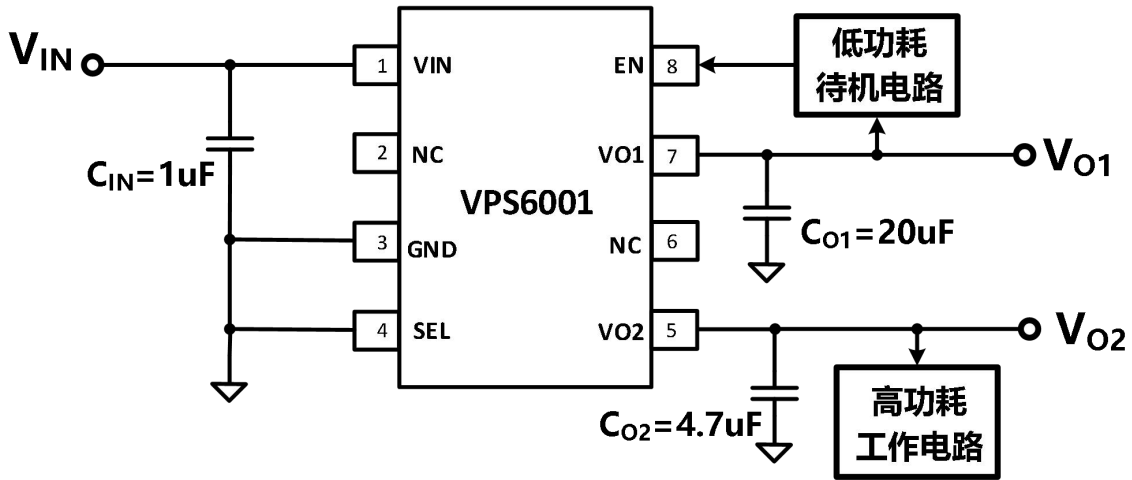 VIN
CIN=1uF
1 VIN
2 NC
3 GND
4 SEL
VPS6001
EN 8
VO1 7
NC 6
VO2 5
低功耗
待机电路
VO1
CO1=20uF
VO2
CO2=4.7uF
高功耗
工作电路